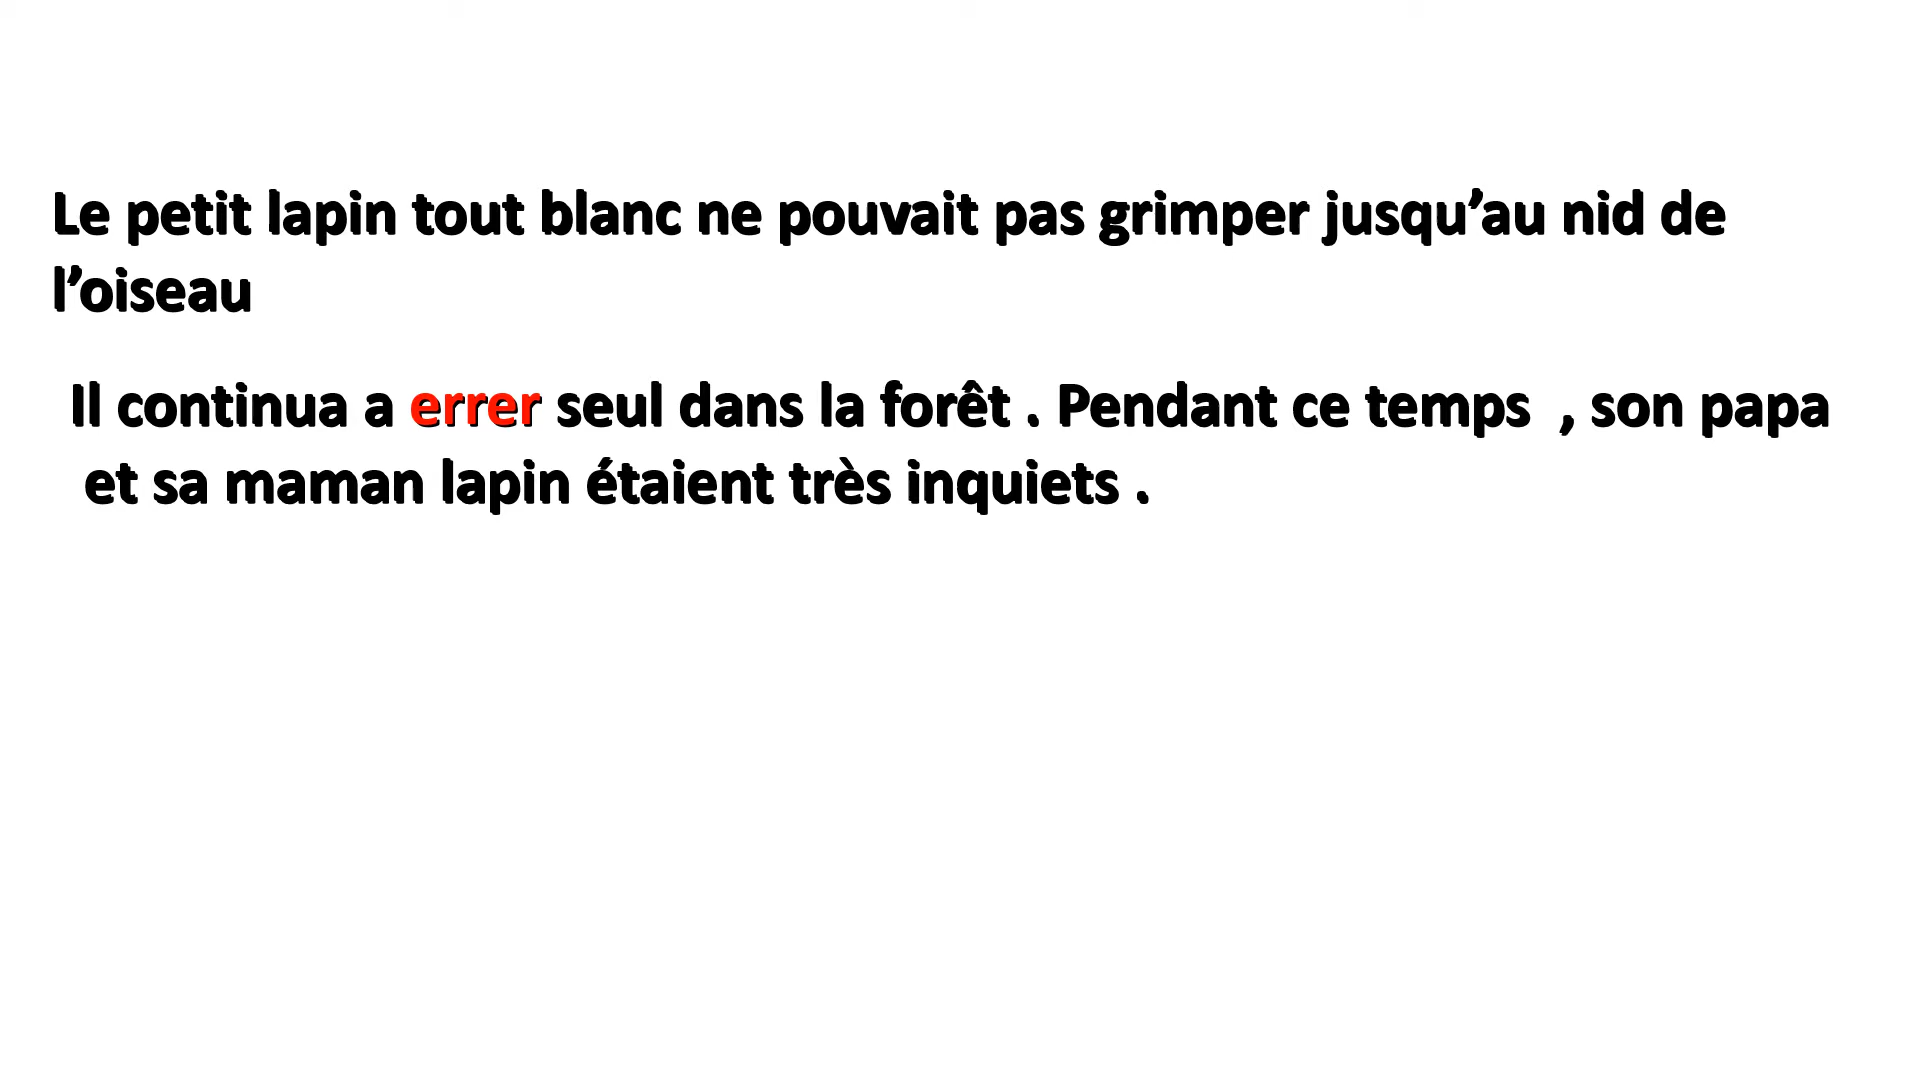 Le petit lapin tout blanc ne pouvait pas grimper jusqu’au nid de
l’oiseau
Il continua a errer seul dans la forêt . Pendant ce temps  , son papa
et sa maman lapin étaient très inquiets .